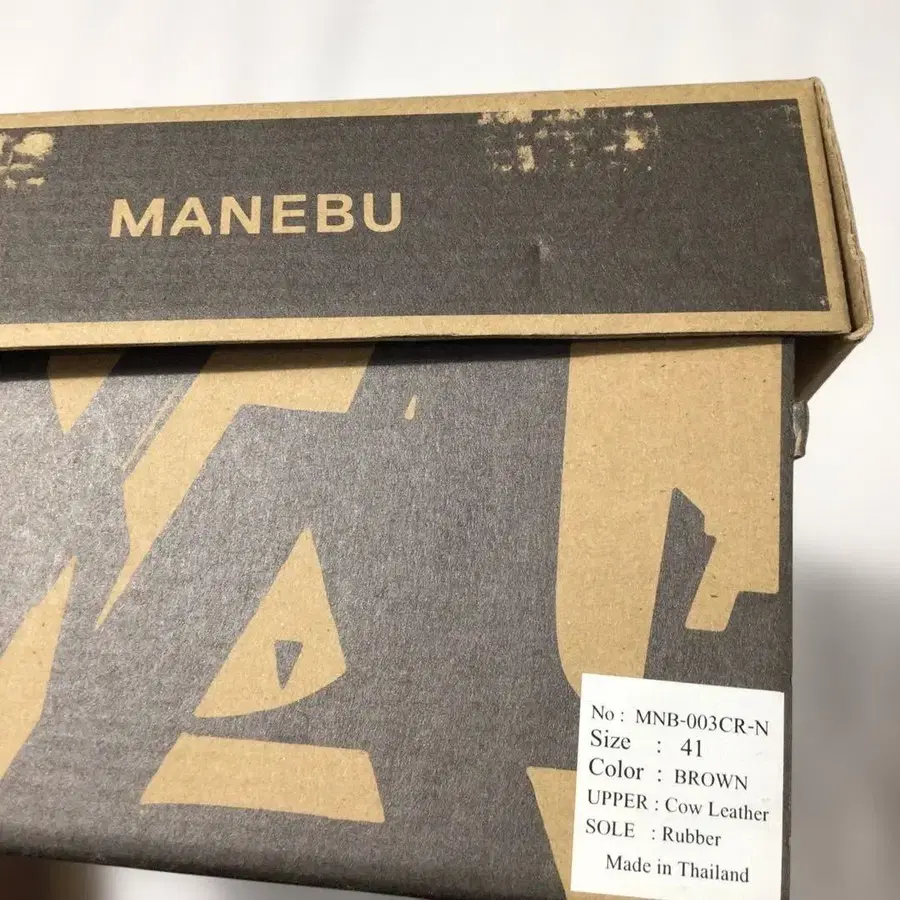 MANEBU
No : MNB-003CR-N
Size : 41
Color : BROWN
UPPER : Cow Leather
SOLE : Rubber
Made in Thailand